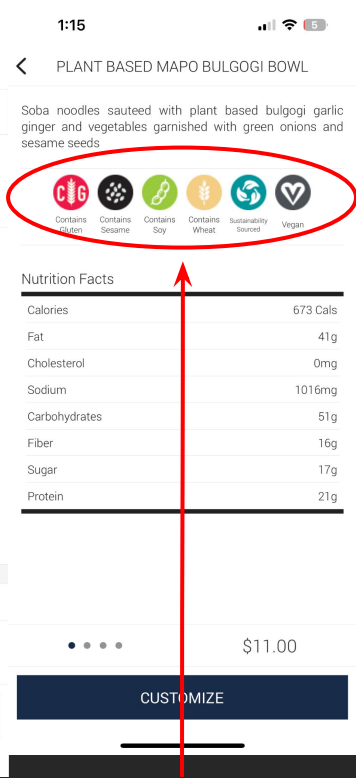 1:15
5
PLANT BASED MAPO BULGOGI BOWL
Soba noodles sauteed with plant based bulgogi garlic
ginger and vegetables garnished with green onions and
sesame seeds
CG
Contains Gluten
Contains Sesame
Contains Soy
Contains Wheat
Sustainability Sourced
Vegan
Nutrition Facts
Calories 673 Cals
Fat 41g
Cholesterol 0mg
Sodium 1016mg
Carbohydrates 51g
Fiber 16g
Sugar 17g
Protein 21g
$11.00
CUSTOMIZE